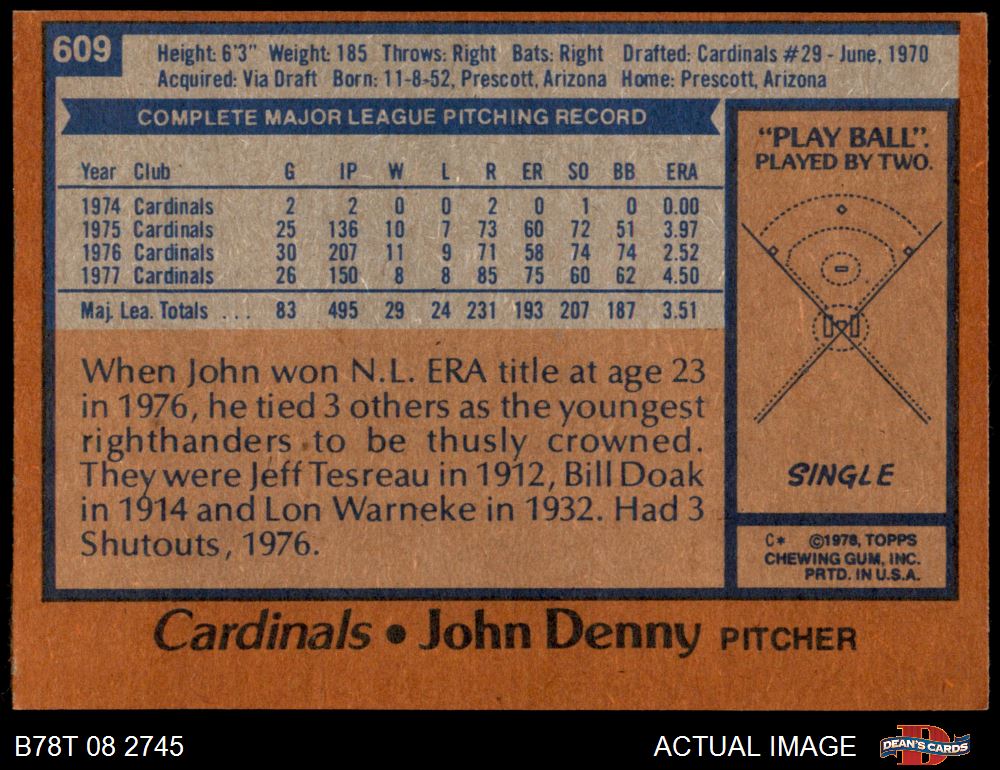 609
Height: 6'3" Weight: 185 Throws: Right Bats: Right Drafted: Cardinals #29 - June, 1970
Acquired: Via Draft Born: 11-8-52, Prescott, Arizona Home: Prescott, Arizona
COMPLETE MAJOR LEAGUE PITCHING RECORD
Year Club G IP W L R ER SO BB ERA
1974 Cardinals 2 2 0 0 2 0 1 0 0.00
1975 Cardinals 25 136 10 7 73 60 72 51 3.97
1976 Cardinals 30 207 11 9 71 58 74 74 2.52
1977 Cardinals 26 150 8 8 85 75 60 62 4.50
Maj. Lea. Totals . . . 83 495 29 24 231 193 207 187 3.51
When John won N.L. ERA title at age 23
in 1976, he tied 3 others as the youngest
righthanders to be thusly crowned.
They were Jeff Tesreau in 1912, Bill Doak
in 1914 and Lon Warneke in 1932. Had 3
Shutouts, 1976.
"PLAY BALL".
PLAYED BY TWO.
SINGLE
C* ©1978, TOPPS
CHEWING GUM, INC.
PRTD. IN U.S.A.
Cardinals • John Denny PITCHER
B78T 08 2745
ACTUAL IMAGE
D
DEAN'S CARDS